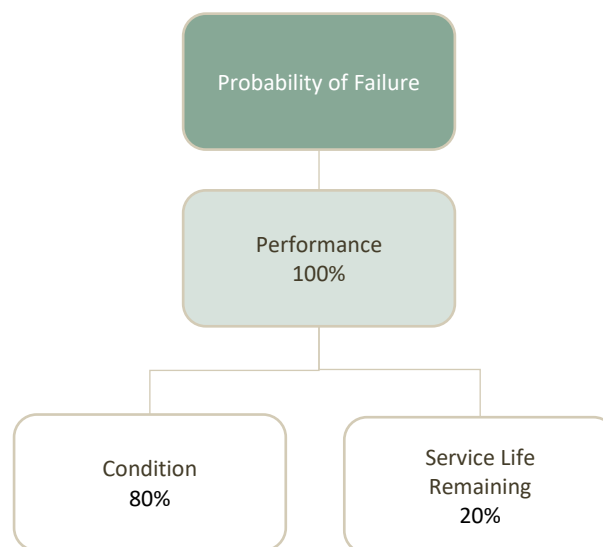 Probability of Failure
Performance
100%
Condition
80%
Service Life
Remaining
20%